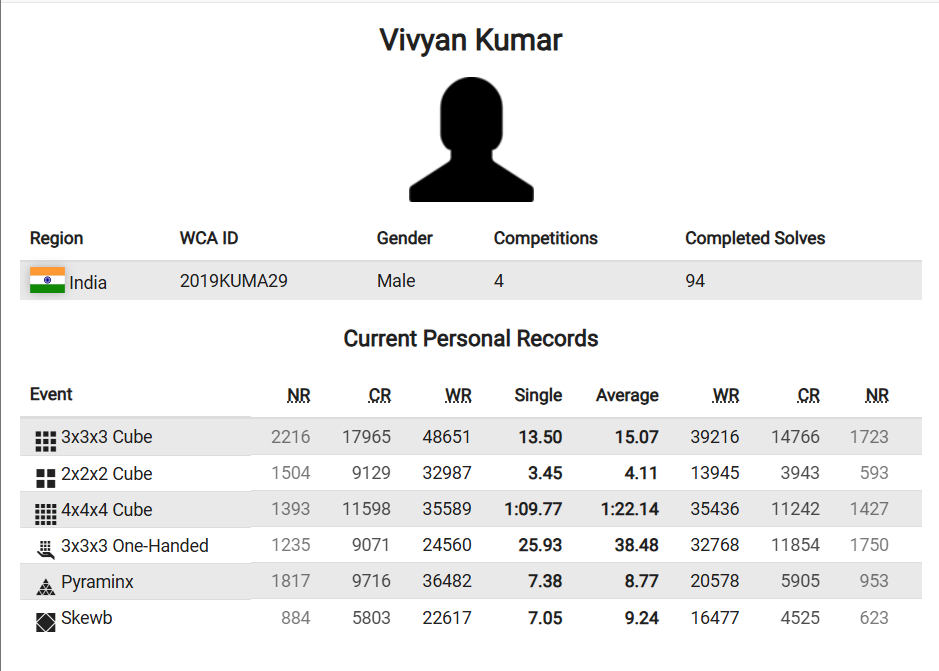 Vivyan Kumar
Region WCA ID Gender Competitions Completed Solves
India 2019KUMA29 Male 4 94
Current Personal Records
Event NR CR WR Single Average WR CR NR
3x3x3 Cube 2216 17965 48651 13.50 15.07 39216 14766 1723
2x2x2 Cube 1504 9129 32987 3.45 4.11 13945 3943 593
4x4x4 Cube 1393 11598 35589 1:09.77 1:22.14 35436 11242 1427
3x3x3 One-Handed 1235 9071 24560 25.93 38.48 32768 11854 1750
Pyraminx 1817 9716 36482 7.38 8.77 20578 5905 953
Skewb 884 5803 22617 7.05 9.24 16477 4525 623